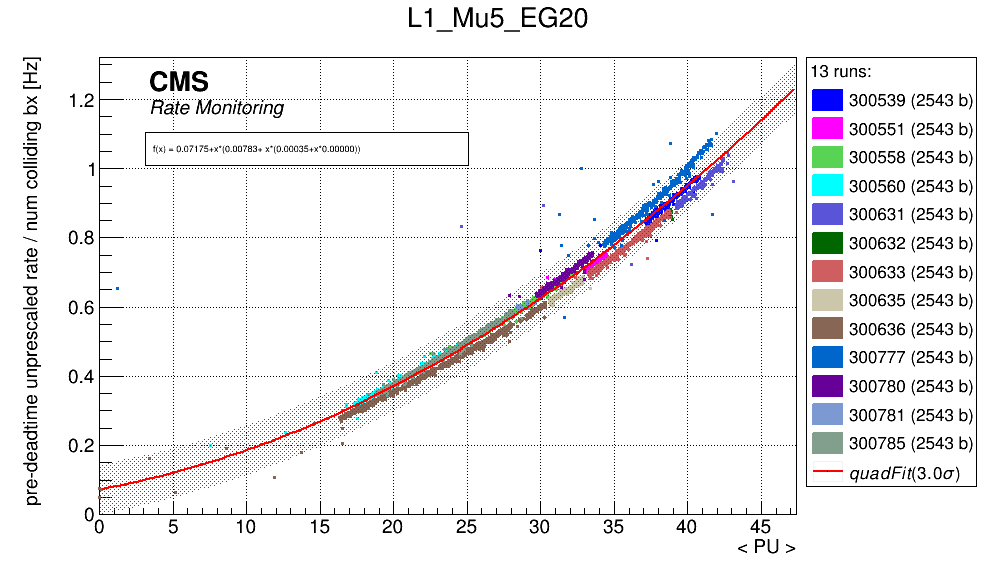 L1_Mu5_EG20
pre-deadtime unprescaled rate / num colliding bx [Hz]
CMS
Rate Monitoring
f(x) = 0.07175+x*(0.00783+ x*(0.00035+x*0.00000))
1.2
1
0.8
0.6
0.4
0.2
0
0 5 10 15 20 25 30 35 40 45
< PU >
13 runs:
300539 (2543 b)
300551 (2543 b)
300558 (2543 b)
300560 (2543 b)
300631 (2543 b)
300632 (2543 b)
300633 (2543 b)
300635 (2543 b)
300636 (2543 b)
300777 (2543 b)
300780 (2543 b)
300781 (2543 b)
300785 (2543 b)
quadFit(3.0σ)